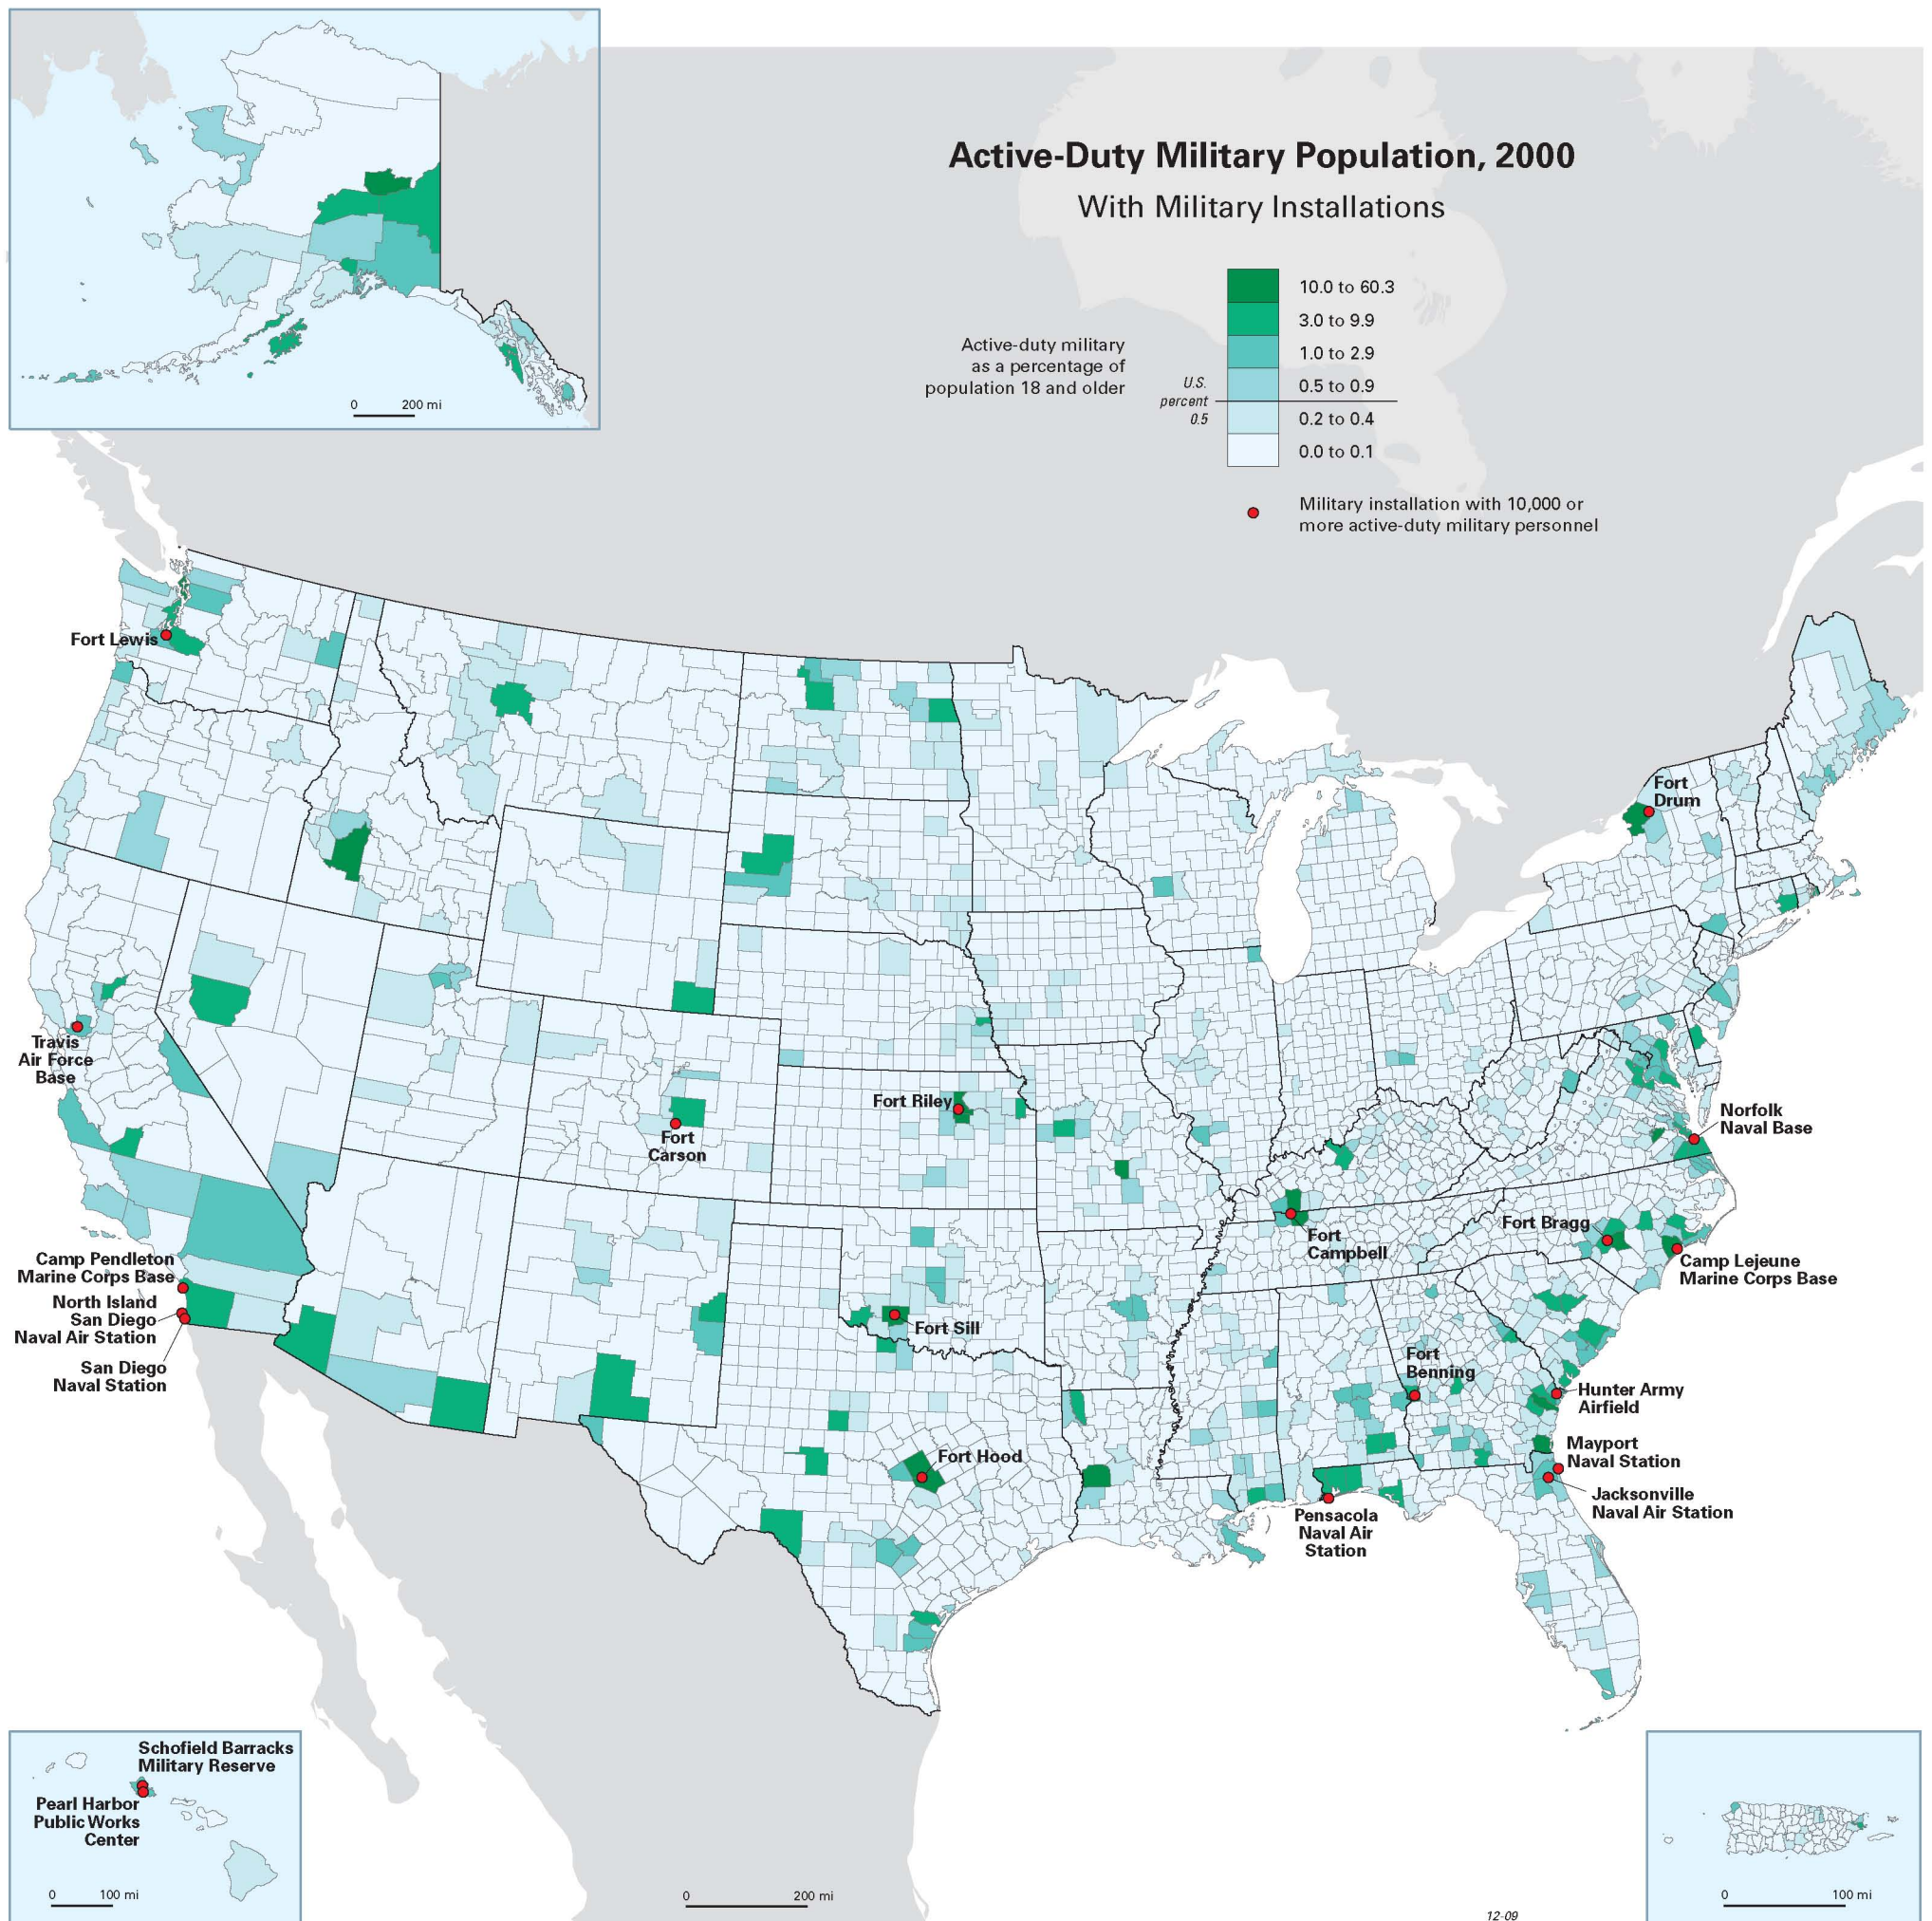 Active-Duty Military Population, 2000
With Military Installations
10.0 to 60.3
3.0 to 9.9
1.0 to 2.9
0.5 to 0.9
0.2 to 0.4
0.0 to 0.1
Active-duty military
as a percentage of
population 18 and older
U.S.
percent
0.5
Military installation with 10,000 or
more active-duty military personnel
0 200 mi
Fort Lewis
Travis
Air Force
Base
Camp Pendleton
Marine Corps Base
North Island
San Diego
Naval Air Station
San Diego
Naval Station
Fort
Carson
Fort Riley
Fort Sill
Fort Hood
Fort
Drum
Norfolk
Naval Base
Fort Bragg
Camp Lejeune
Marine Corps Base
Fort
Campbell
Fort
Benning
Hunter Army
Airfield
Mayport
Naval Station
Jacksonville
Naval Air Station
Pensacola
Naval Air
Station
Schofield Barracks
Military Reserve
Pearl Harbor
Public Works
Center
0 100 mi
0 200 mi
0 100 mi
12-09